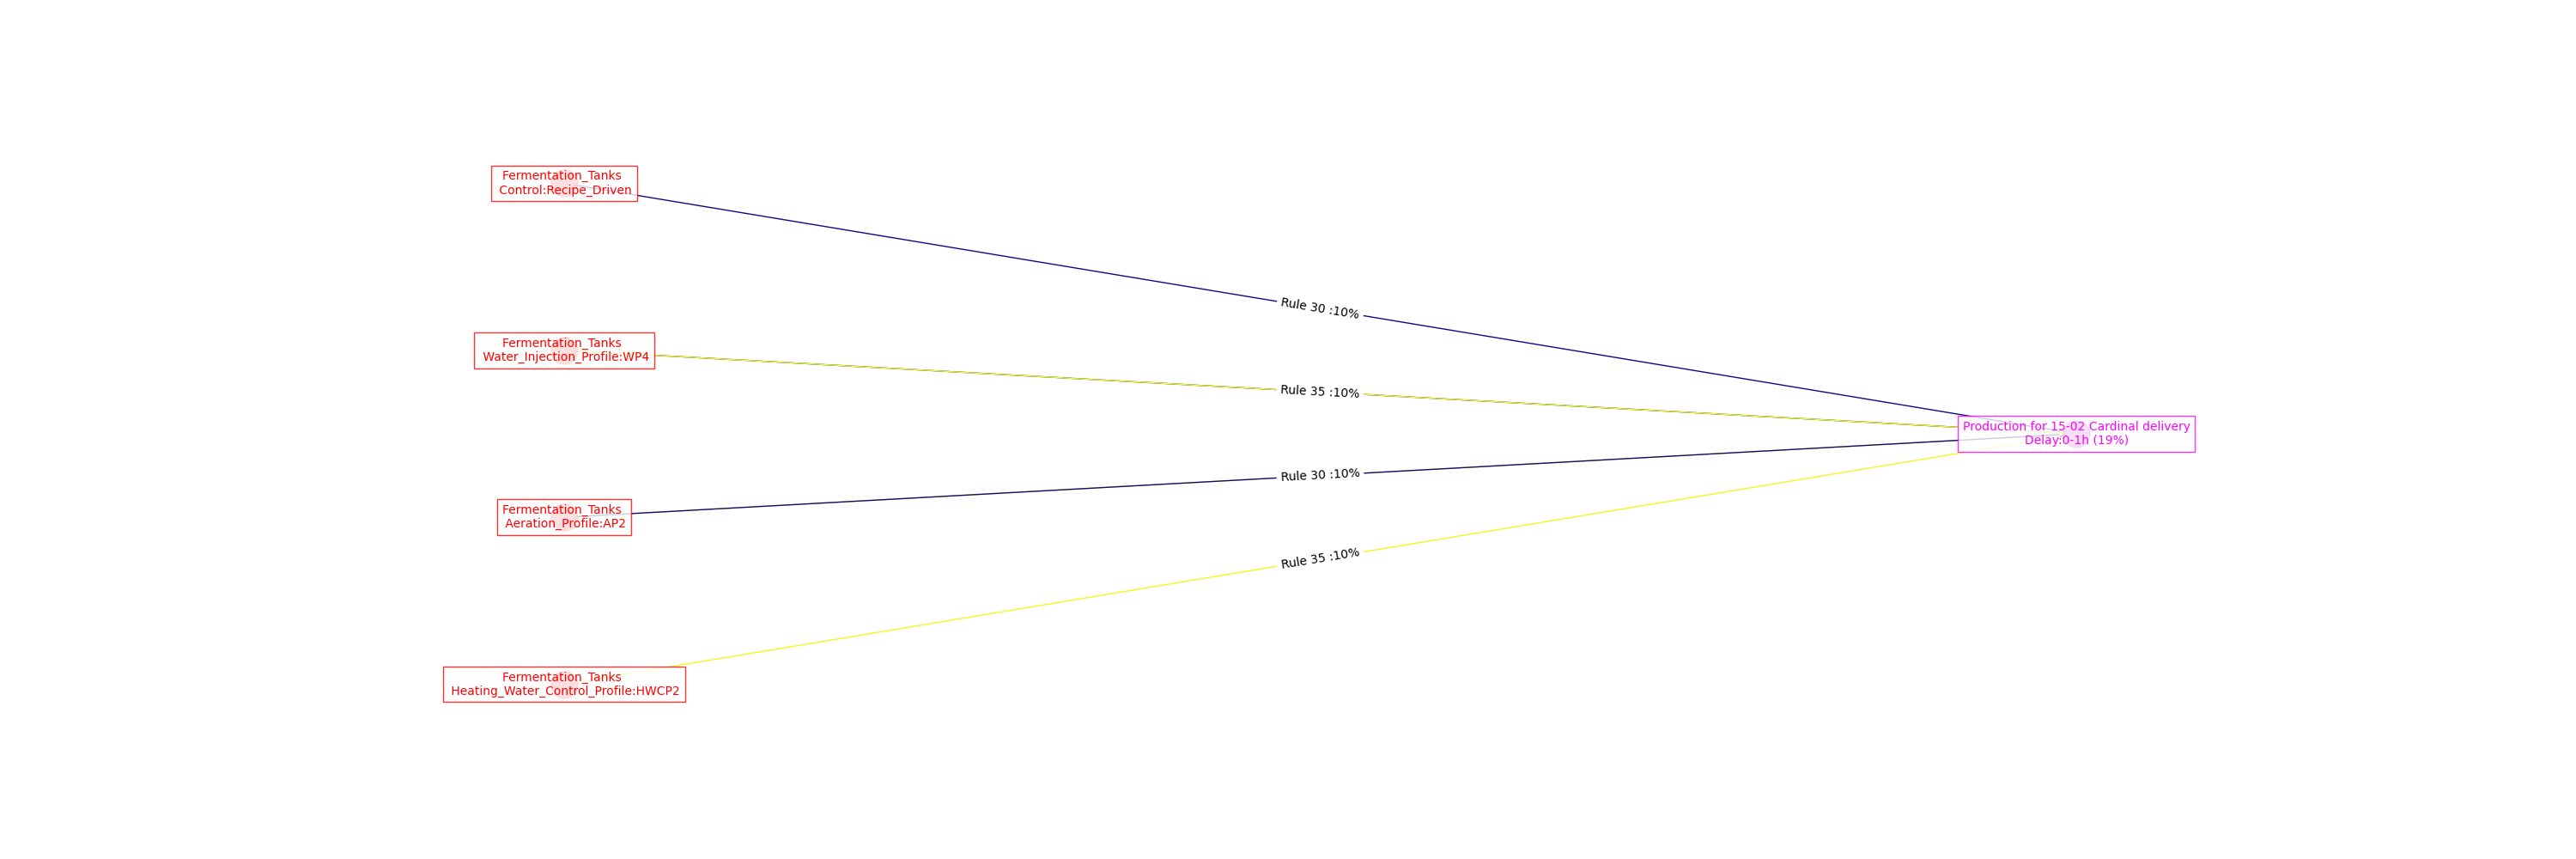 Fermentation_Tanks
Control:Recipe_Driven
Rule 30 :10%
Fermentation_Tanks
Water_Injection_Profile:WP4
Rule 35 :10%
Production for 15-02 Cardinal delivery
Delay:0-1h (19%)
Rule 30 :10%
Fermentation_Tanks
Aeration_Profile:AP2
Rule 35 :10%
Fermentation_Tanks
Heating_Water_Control_Profile:HWCP2